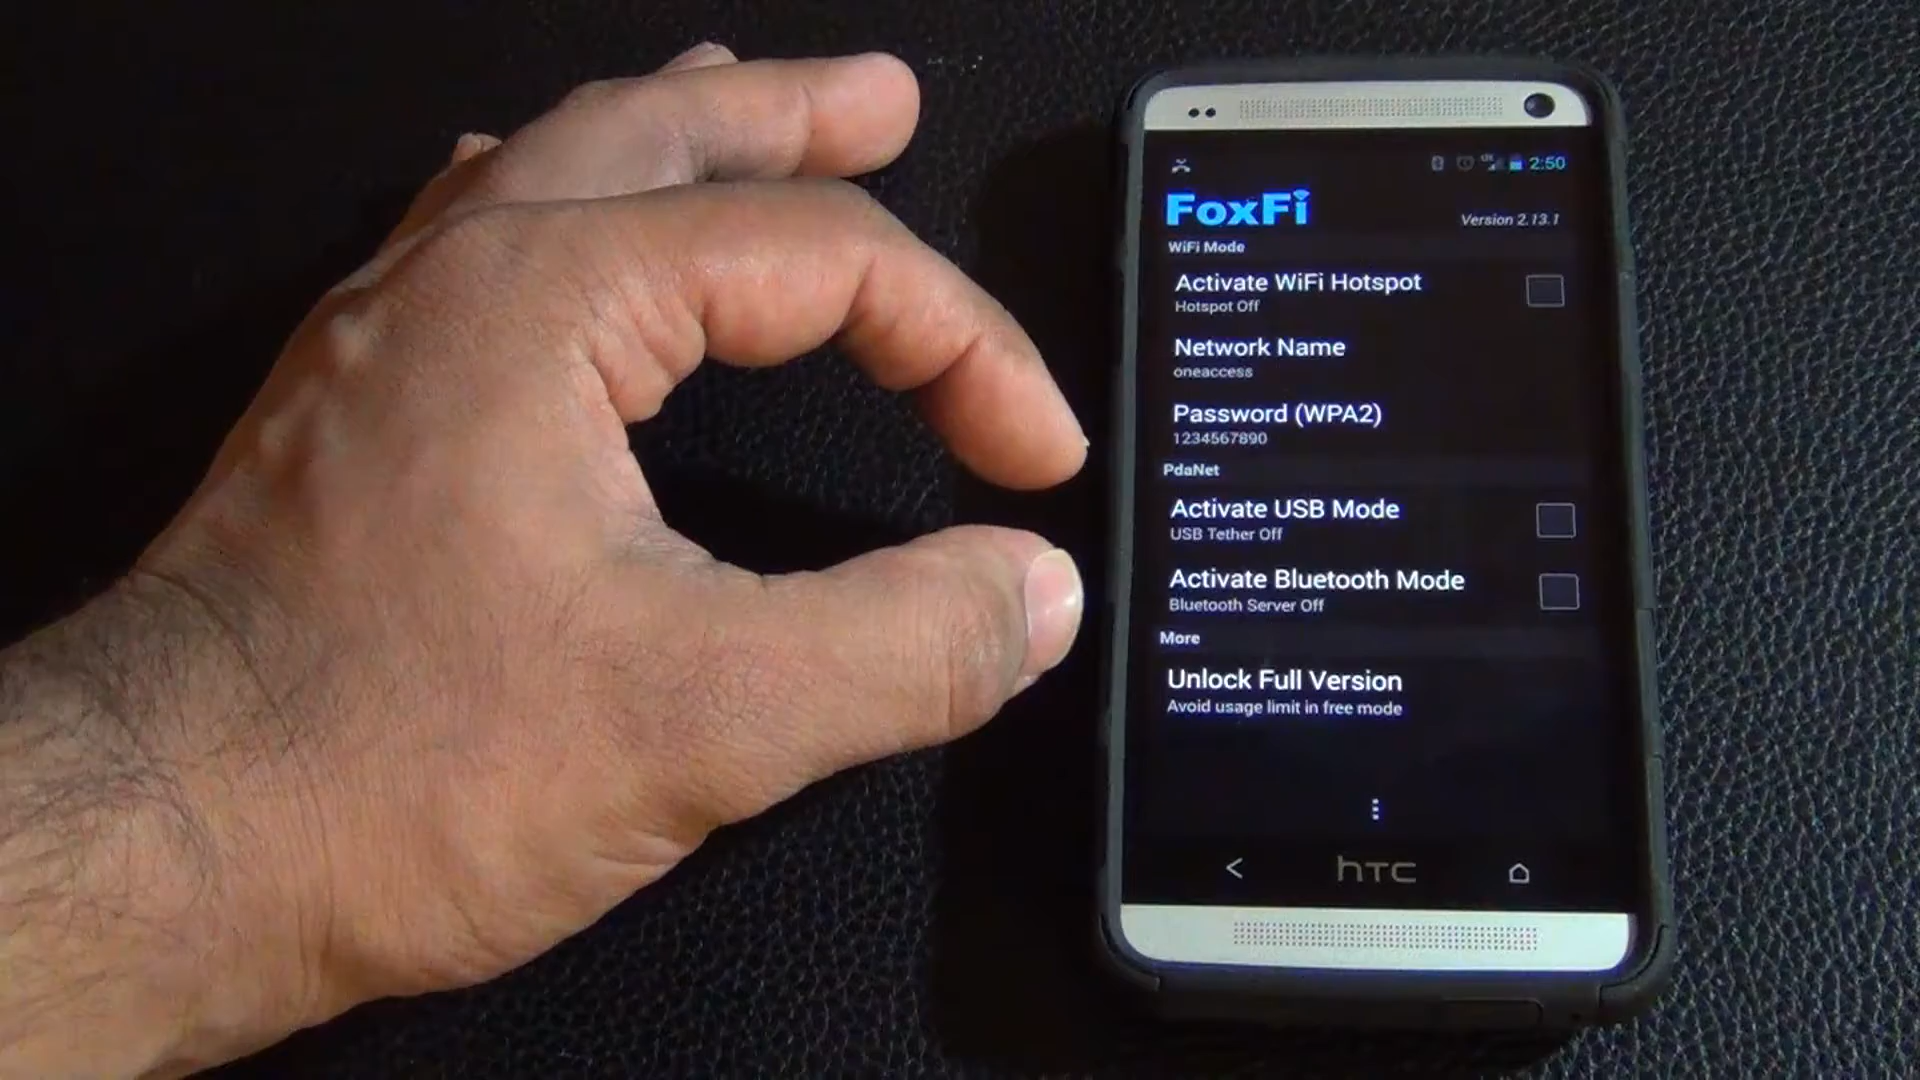 2:50
FoxFi
Version 2.13.1
WiFi Mode
Activate WiFi Hotspot
Hotspot Off
Network Name
oneaccess
Password (WPA2)
1234567890
PdaNet
Activate USB Mode
USB Tether Off
Activate Bluetooth Mode
Bluetooth Server Off
More
Unlock Full Version
Avoid usage limit in free mode
hTC